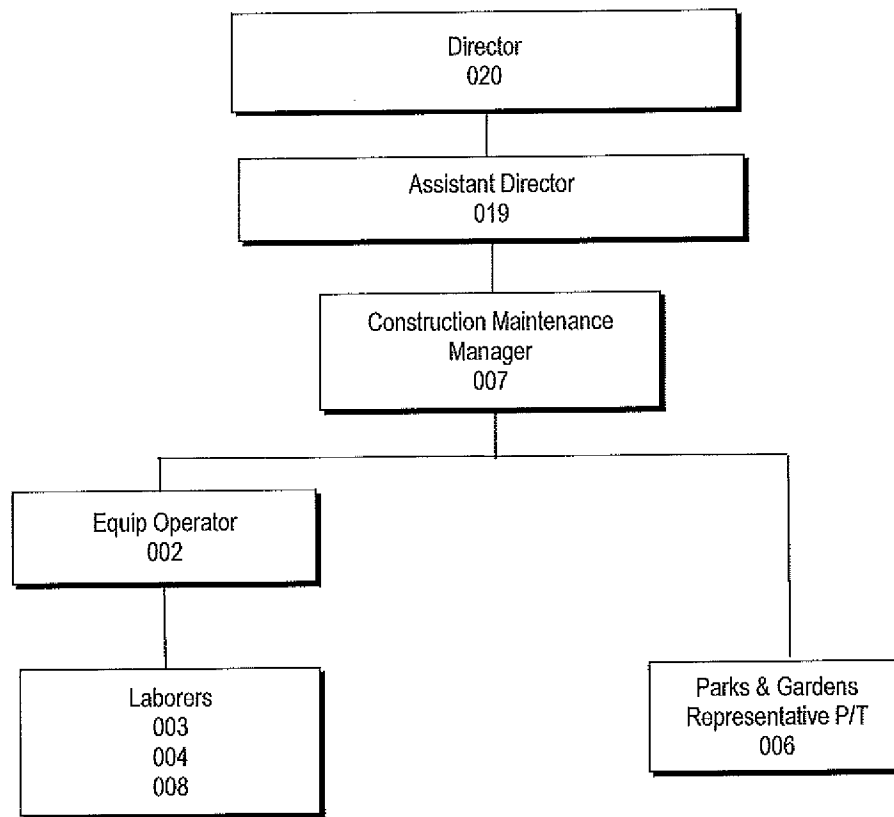 Director
020
Assistant Director
019
Construction Maintenance
Manager
007
Equip Operator
002
Laborers
003
004
008
Parks & Gardens
Representative P/T
006